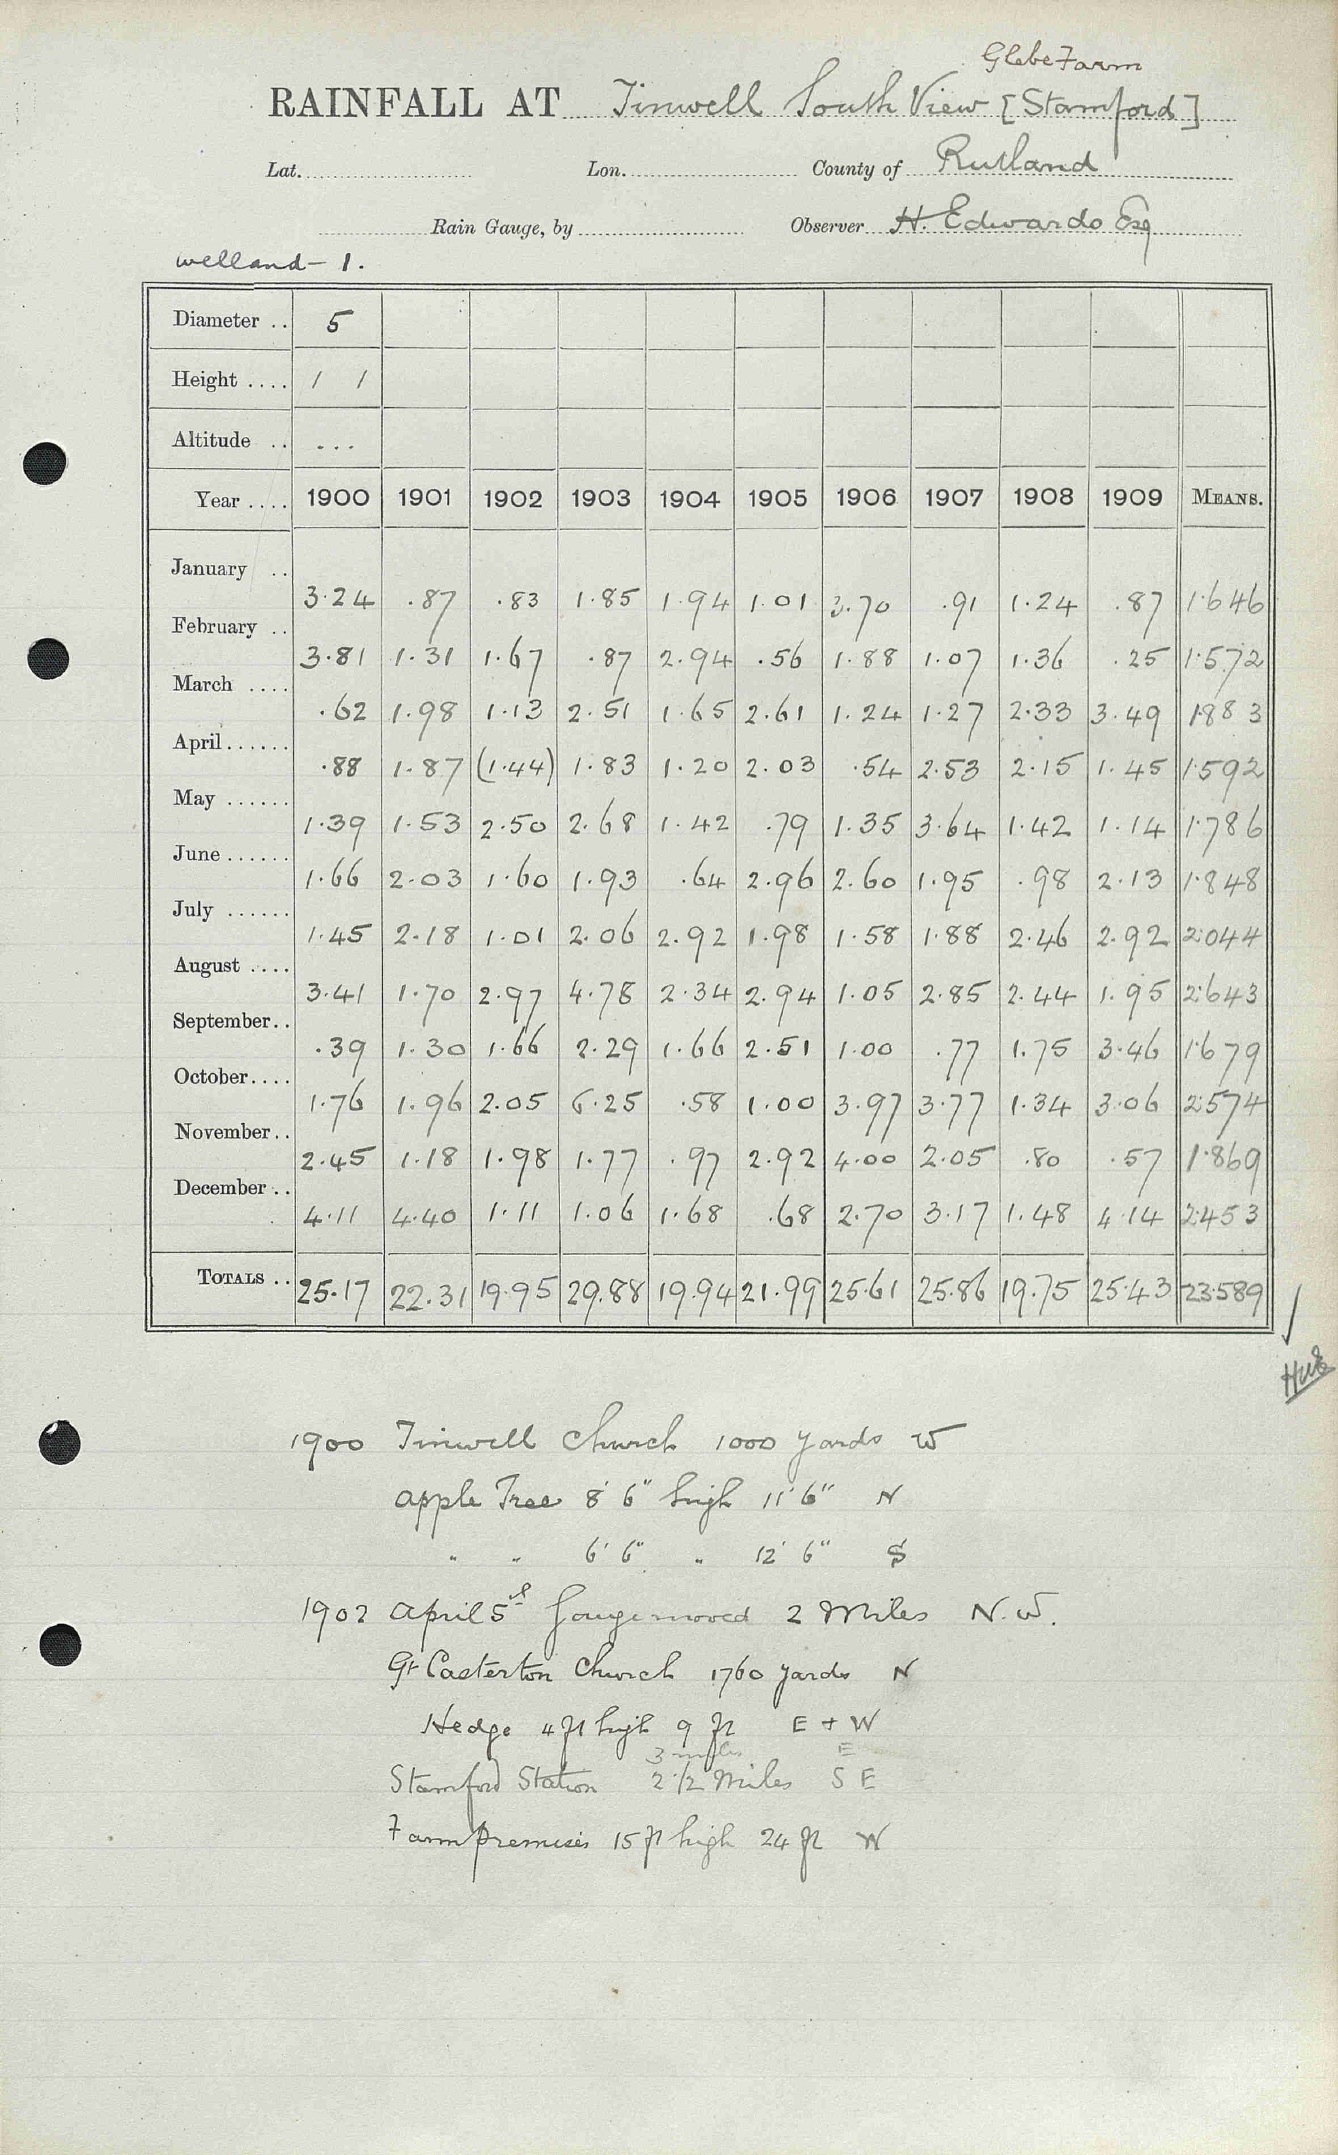 Glebe Farm
RAINFALL AT Tinwell South View [Stamford]
Lat. Lon. County of Rutland
Rain Gauge, by Observer H. Edwards Esq
Welland - 1.
Diameter .. 5
Height .... 1 1
Altitude .. ...
Year .... 1900 1901 1902 1903 1904 1905 1906 1907 1908 1909 MEANS.
January .. 3.24 .87 .83 1.85 1.94 1.01 3.70 .91 1.24 .87 1.646
February .. 3.81 1.31 1.67 .87 2.94 .56 1.88 1.07 1.36 .25 1.572
March .... .62 1.98 1.13 2.51 1.65 2.61 1.24 1.27 2.33 3.49 1.883
April...... .88 1.87 (1.44) 1.83 1.20 2.03 .54 2.53 2.15 1.45 1.592
May ...... 1.39 1.53 2.50 2.68 1.42 .79 1.35 3.64 1.42 1.14 1.786
June ...... 1.66 2.03 1.60 1.93 .64 2.96 2.60 1.95 .98 2.13 1.848
July ...... 1.45 2.18 1.01 2.06 2.92 1.98 1.58 1.88 2.46 2.92 2.044
August .... 3.41 1.70 2.97 4.78 2.34 2.94 1.05 2.85 2.44 1.95 2.643
September.. .39 1.30 1.66 2.29 1.66 2.51 1.00 .77 1.75 3.46 1.679
October.... 1.76 1.96 2.05 6.25 .58 1.00 3.97 3.77 1.34 3.06 2.574
November.. 2.45 1.18 1.98 1.77 .97 2.92 4.00 2.05 .80 .57 1.869
December .. 4.11 4.40 1.11 1.06 1.68 .68 2.70 3.17 1.48 4.14 2.453
TOTALS .. 25.17 22.31 19.95 29.88 19.94 21.99 25.61 25.86 19.75 25.43 23.589
1900 Tinwell Church 1000 yards W
Apple Tree 8' 6" high 11' 6" N
" " 6' 6" " 12' 6" S
1902 April 5th Gauge moved 2 Miles N.W.
Gt Casterton Church 1760 yards N
Hedge 4 ft high 9 ft E + W
3 miles E
Stamford Station 2 1/2 Miles S E
Farm premises 15 ft high 24 ft W